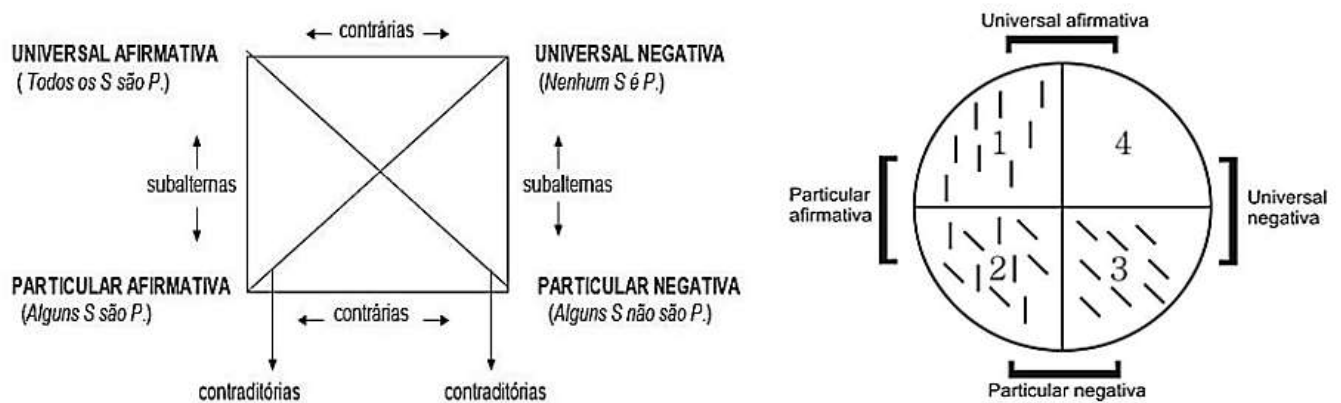 UNIVERSAL AFIRMATIVA
( Todos os S são P.)
contrárias
UNIVERSAL NEGATIVA
(Nenhum S é P.)
subalternas
subalternas
PARTICULAR AFIRMATIVA
(Alguns S são P.)
contrárias
PARTICULAR NEGATIVA
(Alguns S não são P.)
contraditórias
contraditórias
Universal afirmativa
1
4
Particular
afirmativa
Universal
negativa
2
3
Particular negativa